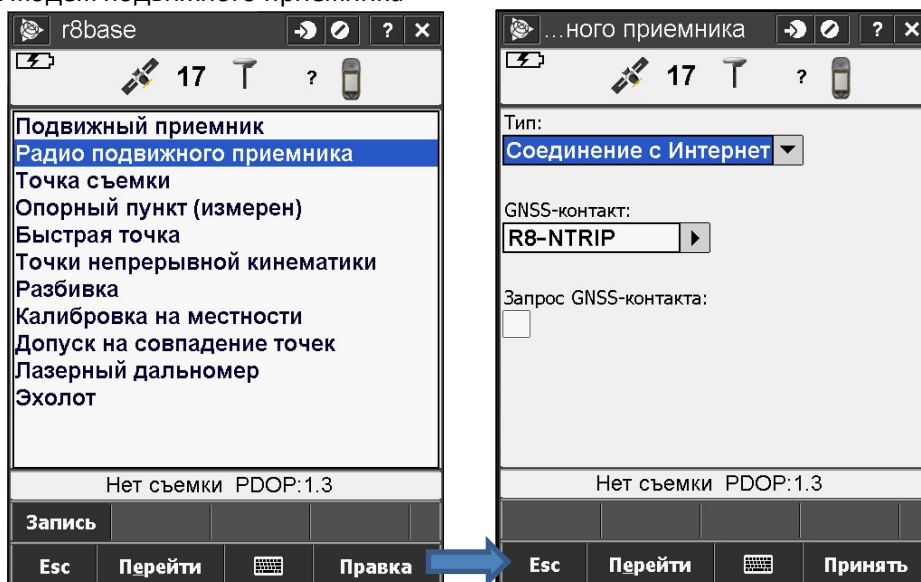 модем подвижного приемника
r8base
? ×
17 ?
Подвижный приемник
Радио подвижного приемника
Точка съемки
Опорный пункт (измерен)
Быстрая точка
Точки непрерывной кинематики
Разбивка
Калибровка на местности
Допуск на совпадение точек
Лазерный дальномер
Эхолот
Нет съемки PDOP:1.3
Запись
Esc Перейти Правка
...ного приемника
? ×
17 ?
Тип:
Соединение с Интернет
GNSS-контакт:
R8-NTRIP
Запрос GNSS-контакта:
Нет съемки PDOP:1.3
Esc Перейти Принять